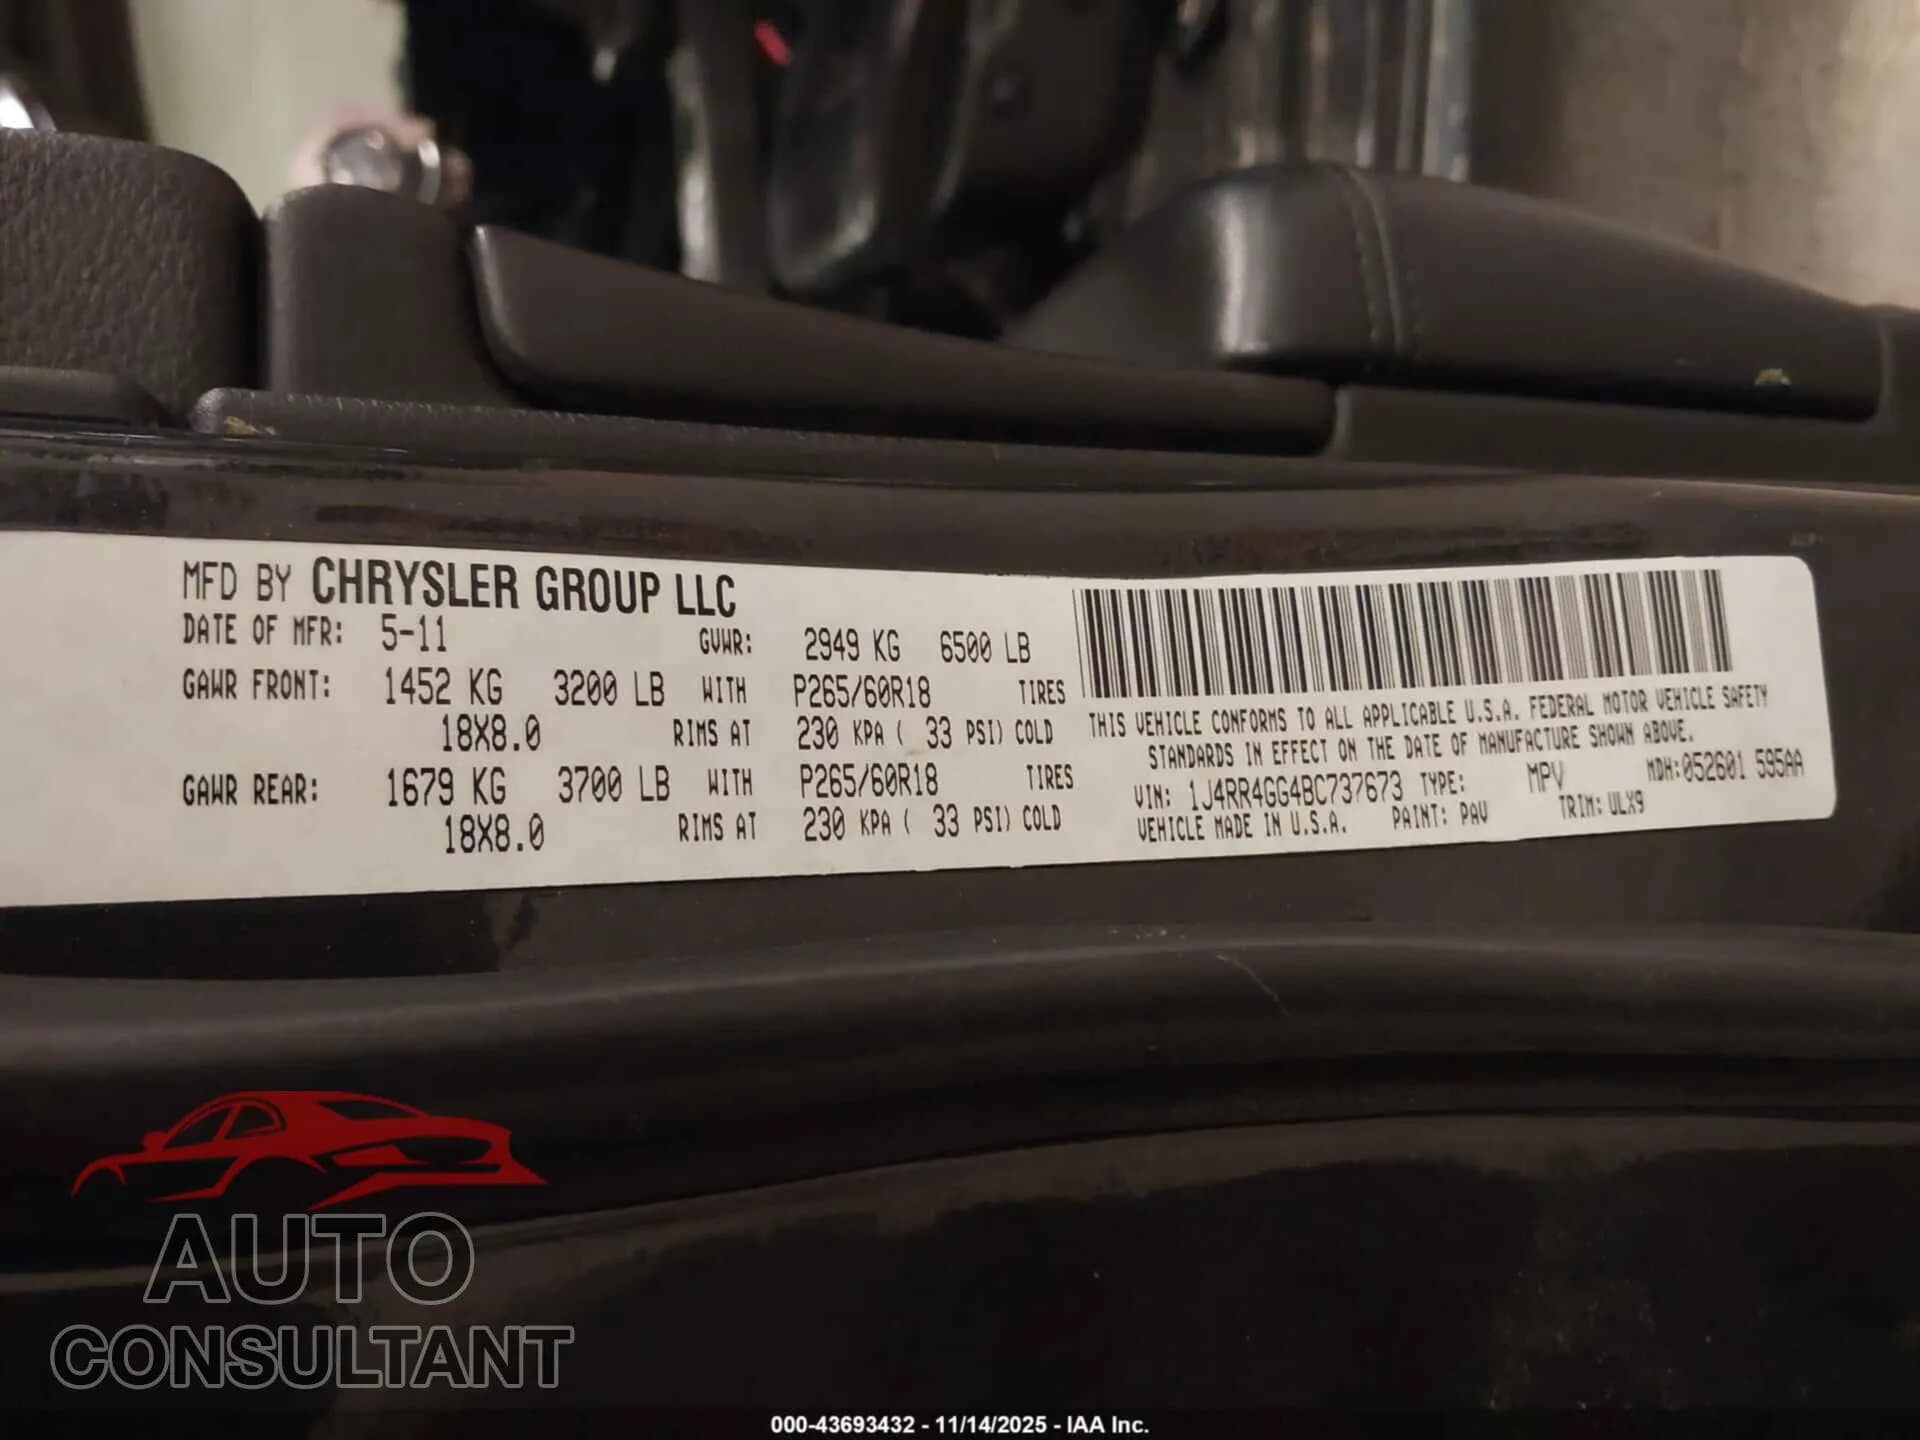 MFD BY CHRYSLER GROUP LLC
DATE OF MFR: 5-11 GVWR: 2949 KG 6500 LB
GAWR FRONT: 1452 KG 3200 LB WITH P265/60R18 TIRES
18X8.0 RIMS AT 230 KPA ( 33 PSI) COLD
GAWR REAR: 1679 KG 3700 LB WITH P265/60R18 TIRES
18X8.0 RIMS AT 230 KPA ( 33 PSI) COLD
THIS VEHICLE CONFORMS TO ALL APPLICABLE U.S.A. FEDERAL MOTOR VEHICLE SAFETY
STANDARDS IN EFFECT ON THE DATE OF MANUFACTURE SHOWN ABOVE.
VIN: 1J4RR4GG4BC737673 TYPE: MPV MDH:052601 595AA
VEHICLE MADE IN U.S.A. PAINT: PAV TRIM: ULX9
AUTO
CONSULTANT
000-43693432 - 11/14/2025 - IAA Inc.